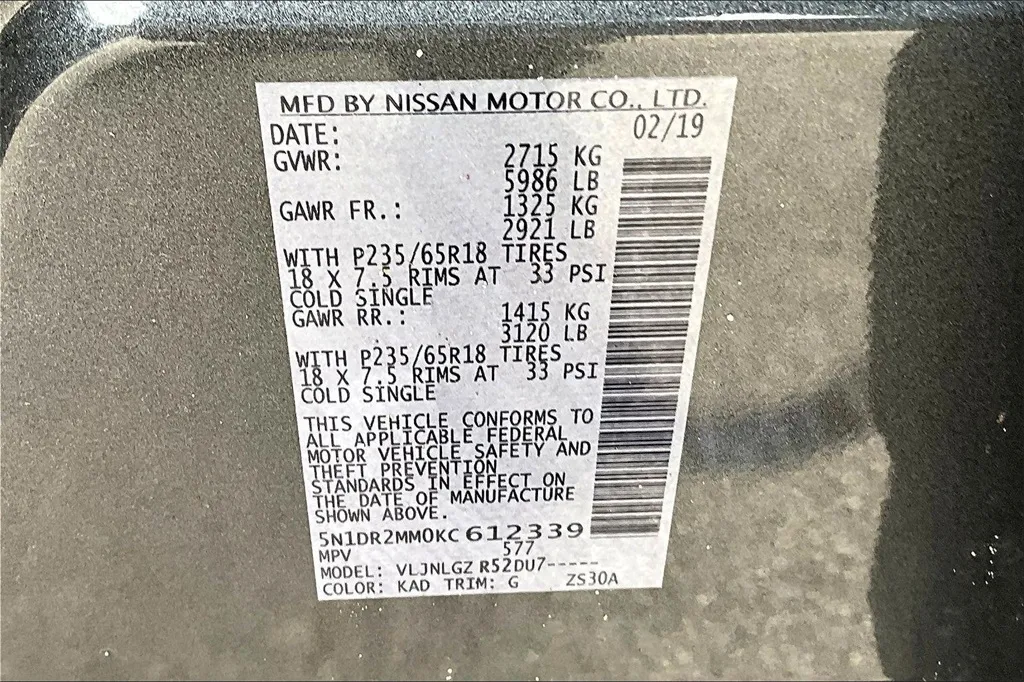 MFD BY NISSAN MOTOR CO., LTD.
DATE: 02/19
GVWR: 2715 KG
5986 LB
GAWR FR.: 1325 KG
2921 LB
WITH P235/65R18 TIRES
18 X 7.5 RIMS AT 33 PSI
COLD SINGLE
GAWR RR.: 1415 KG
3120 LB
WITH P235/65R18 TIRES
18 X 7.5 RIMS AT 33 PSI
COLD SINGLE
THIS VEHICLE CONFORMS TO
ALL APPLICABLE FEDERAL
MOTOR VEHICLE SAFETY AND
THEFT PREVENTION
STANDARDS IN EFFECT ON
THE DATE OF MANUFACTURE
SHOWN ABOVE.
5N1DR2MM0KC612339
MPV 577
MODEL: VLJNLGZ R52DU7-----
COLOR: KAD TRIM: G ZS30A